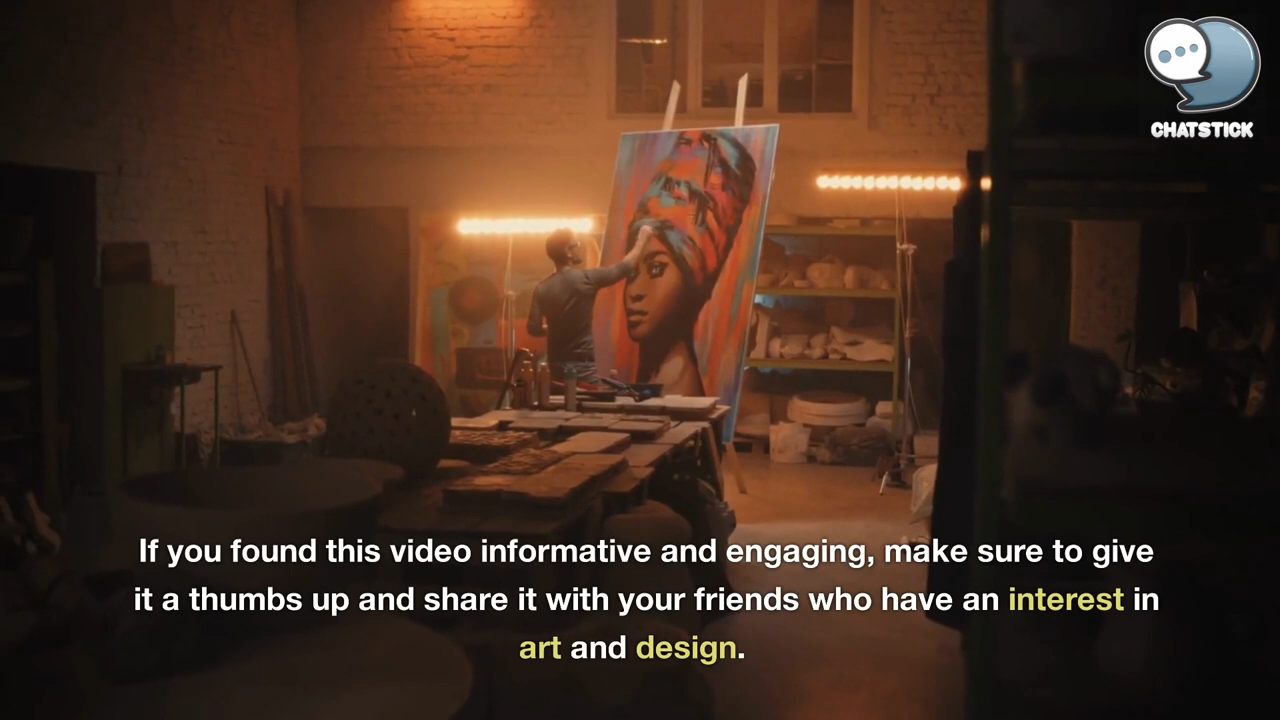 CHATSTICK
If you found this video informative and engaging, make sure to give
it a thumbs up and share it with your friends who have an interest in
art and design.